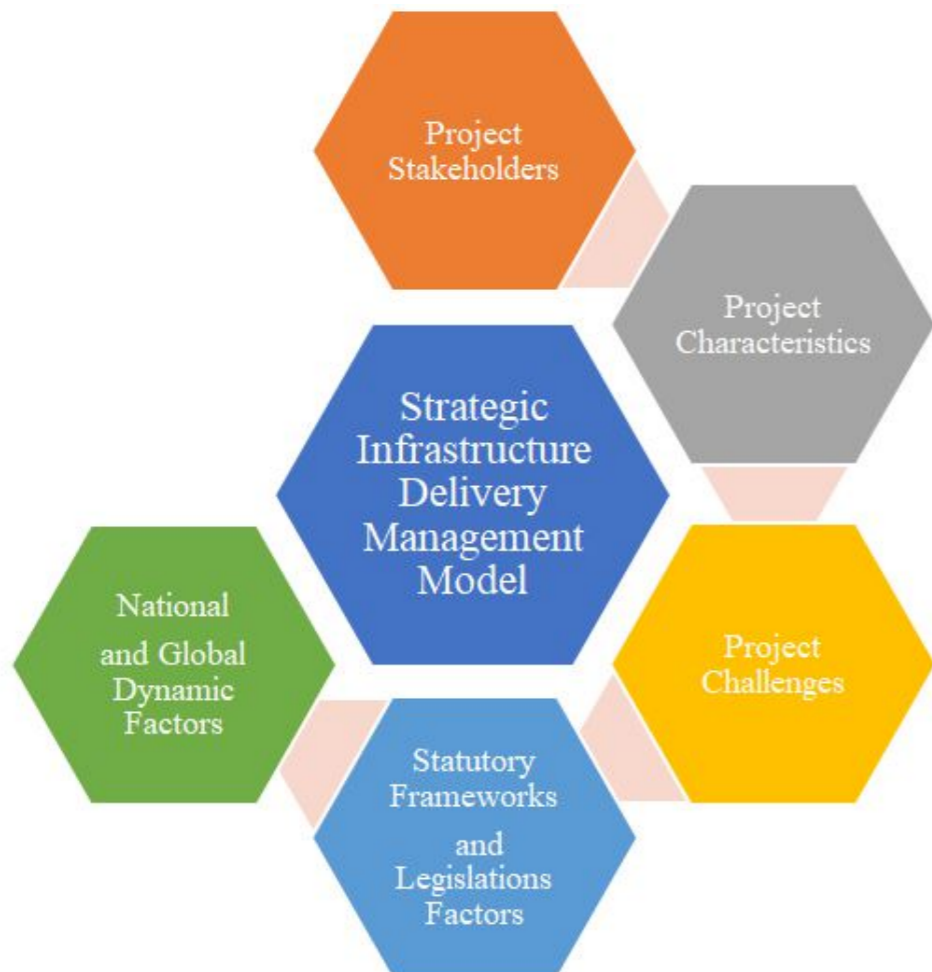 Project
Stakeholders
Project
Characteristics
Strategic
Infrastructure
Delivery
Management
Model
National
and Global
Dynamic
Factors
Project
Challenges
Statutory
Frameworks
and
Legislations
Factors